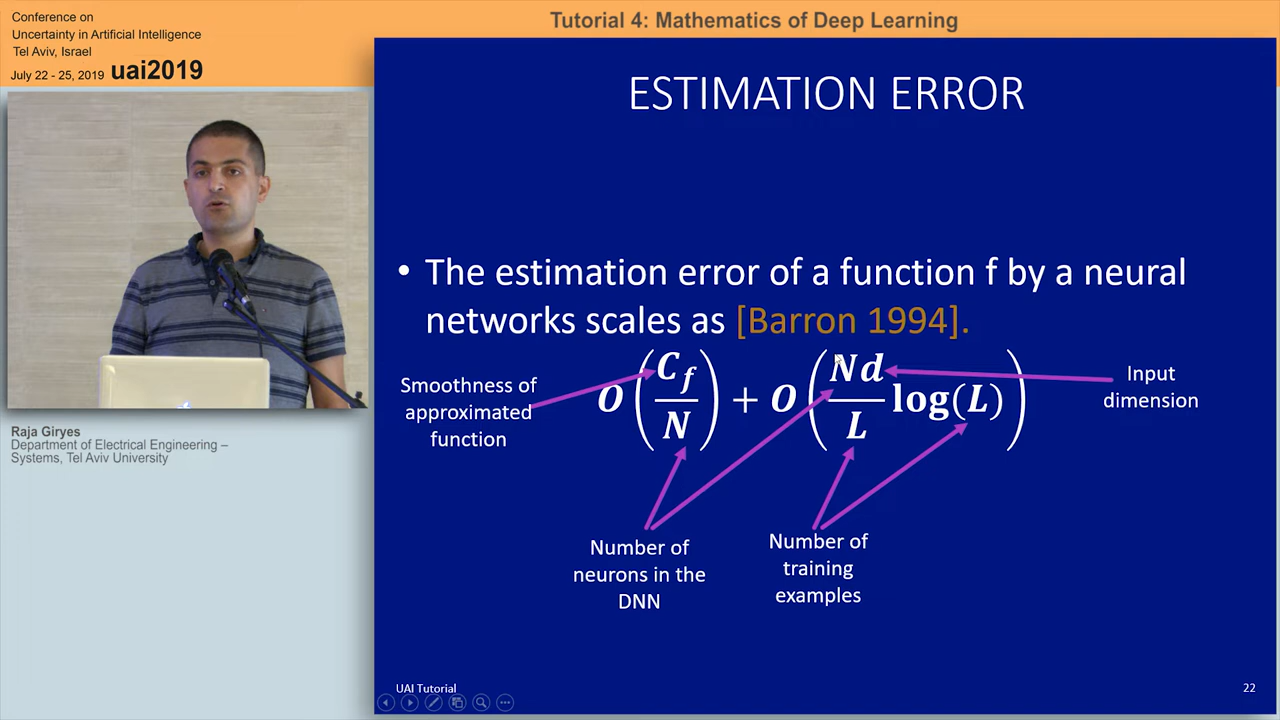 Conference on
Uncertainty in Artificial Intelligence
Tel Aviv, Israel
July 22 - 25, 2019 uai2019
Tutorial 4: Mathematics of Deep Learning
Raja Giryes
Department of Electrical Engineering –
Systems, Tel Aviv University
ESTIMATION ERROR
• The estimation error of a function f by a neural
networks scales as [Barron 1994].
O(C_f/N) + O(Nd/L log(L))
Smoothness of
approximated
function
Input
dimension
Number of
neurons in the
DNN
Number of
training
examples
UAI Tutorial
22